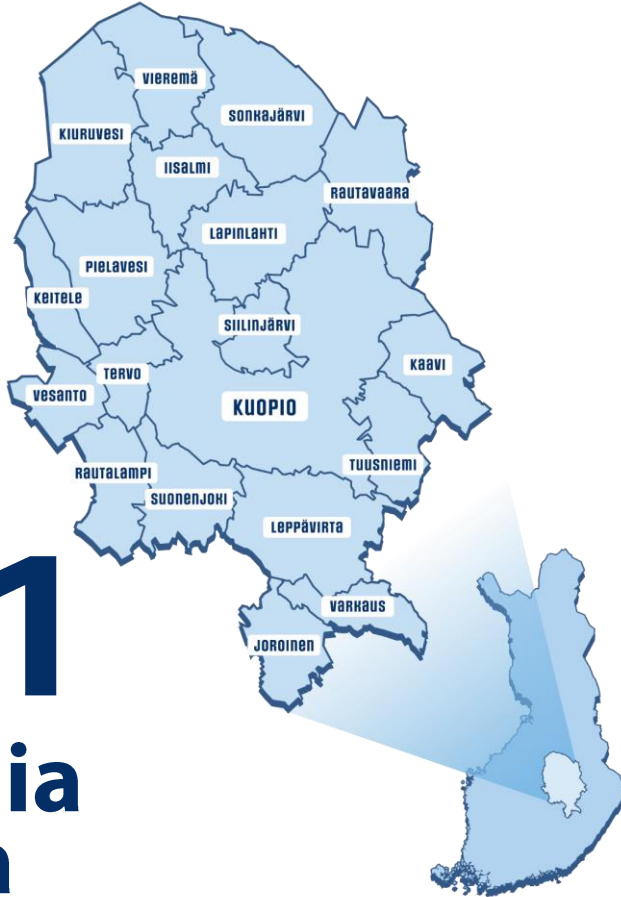 VIEREMÄ
SONKAJÄRVI
KIURUVESI
IISALMI
RAUTAVAARA
LAPINLAHTI
PIELAVESI
KEITELE
SIILINJÄRVI
KAAVI
TERVO
VESANTO
KUOPIO
TUUSNIEMI
RAUTALAMPI
SUONENJOKI
LEPPÄVIRTA
VARKAUS
JOROINEN
1
ia
a